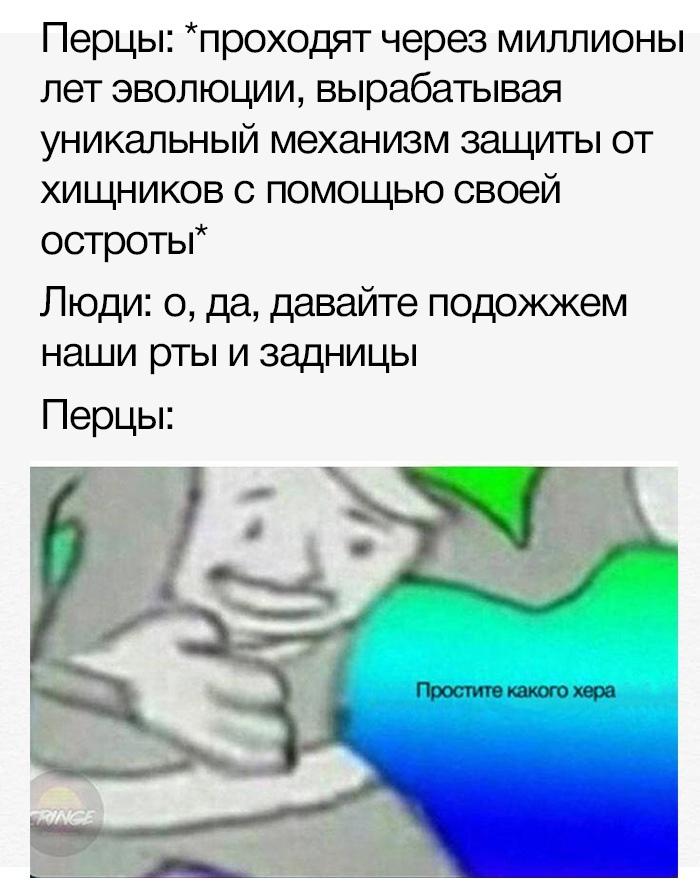 Перцы: *проходят через миллионы
лет эволюции, вырабатывая
уникальный механизм защиты от
хищников с помощью своей
остроты*
Люди: о, да, давайте подожжем
наши рты и задницы
Перцы:
Простите какого хера
CRINGE